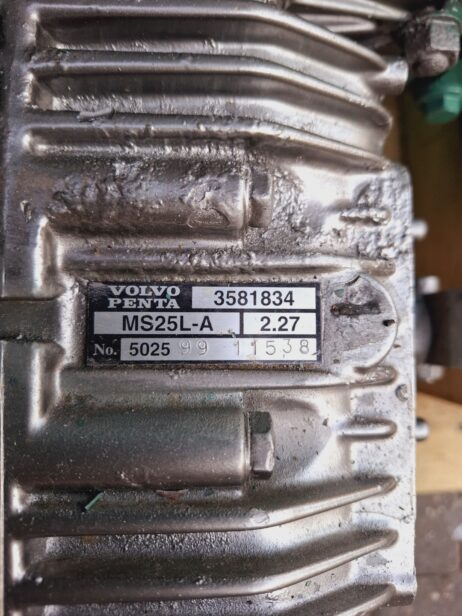 VOLVO
PENTA 3581834
MS25L-A 2.27
No. 5025 99 11538